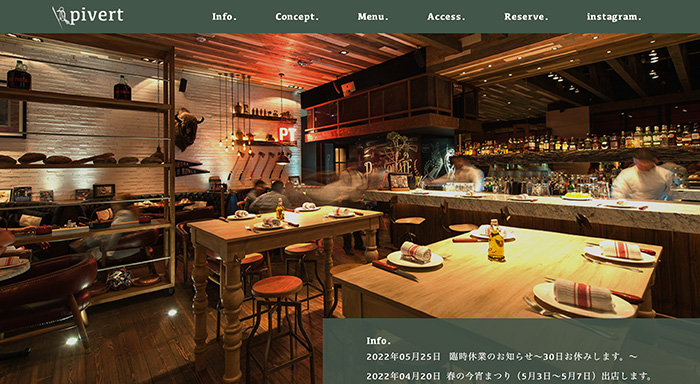 pivert
Info.
Concept.
Menu.
Access.
Reserve.
instagram.
PT
Info.
2022年05月25日 臨時休業のお知らせ〜30日お休みします。〜
2022年04月20日 春の今宵まつり（5月3日〜5月7日）出店します。